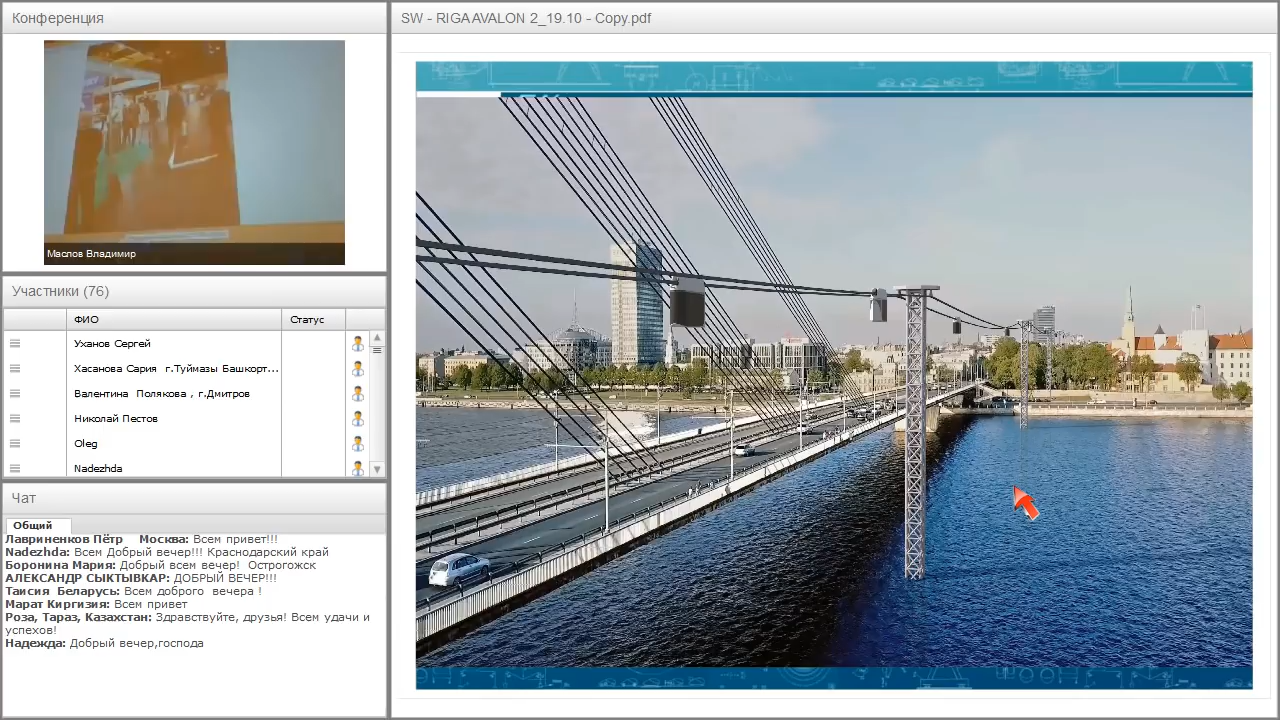 Конференция
Маслов Владимир
Участники (76)
ФИО
Статус
Уханов Сергей
Хасанова Сария г.Туймазы Башкорт...
Валентина Полякова , г.Дмитров
Николай Пестов
Oleg
Nadezhda
Чат
Общий
Лавриненков Пётр Москва: Всем привет!!!
Nadezhda: Всем Добрый вечер!!! Краснодарский край
Боронина Мария: Добрый всем вечер! Острогожск
АЛЕКСАНДР СЫКТЫВКАР: ДОБРЫЙ ВЕЧЕР!!!
Таисия Беларусь: Всем доброго вечера !
Марат Киргизия: Всем привет
Роза, Тараз, Казахстан: Здравствуйте, друзья! Всем удачи и
успехов!
Надежда: Добрый вечер,господа
SW - RIGAAVALON 2_19.10 - Copy.pdf